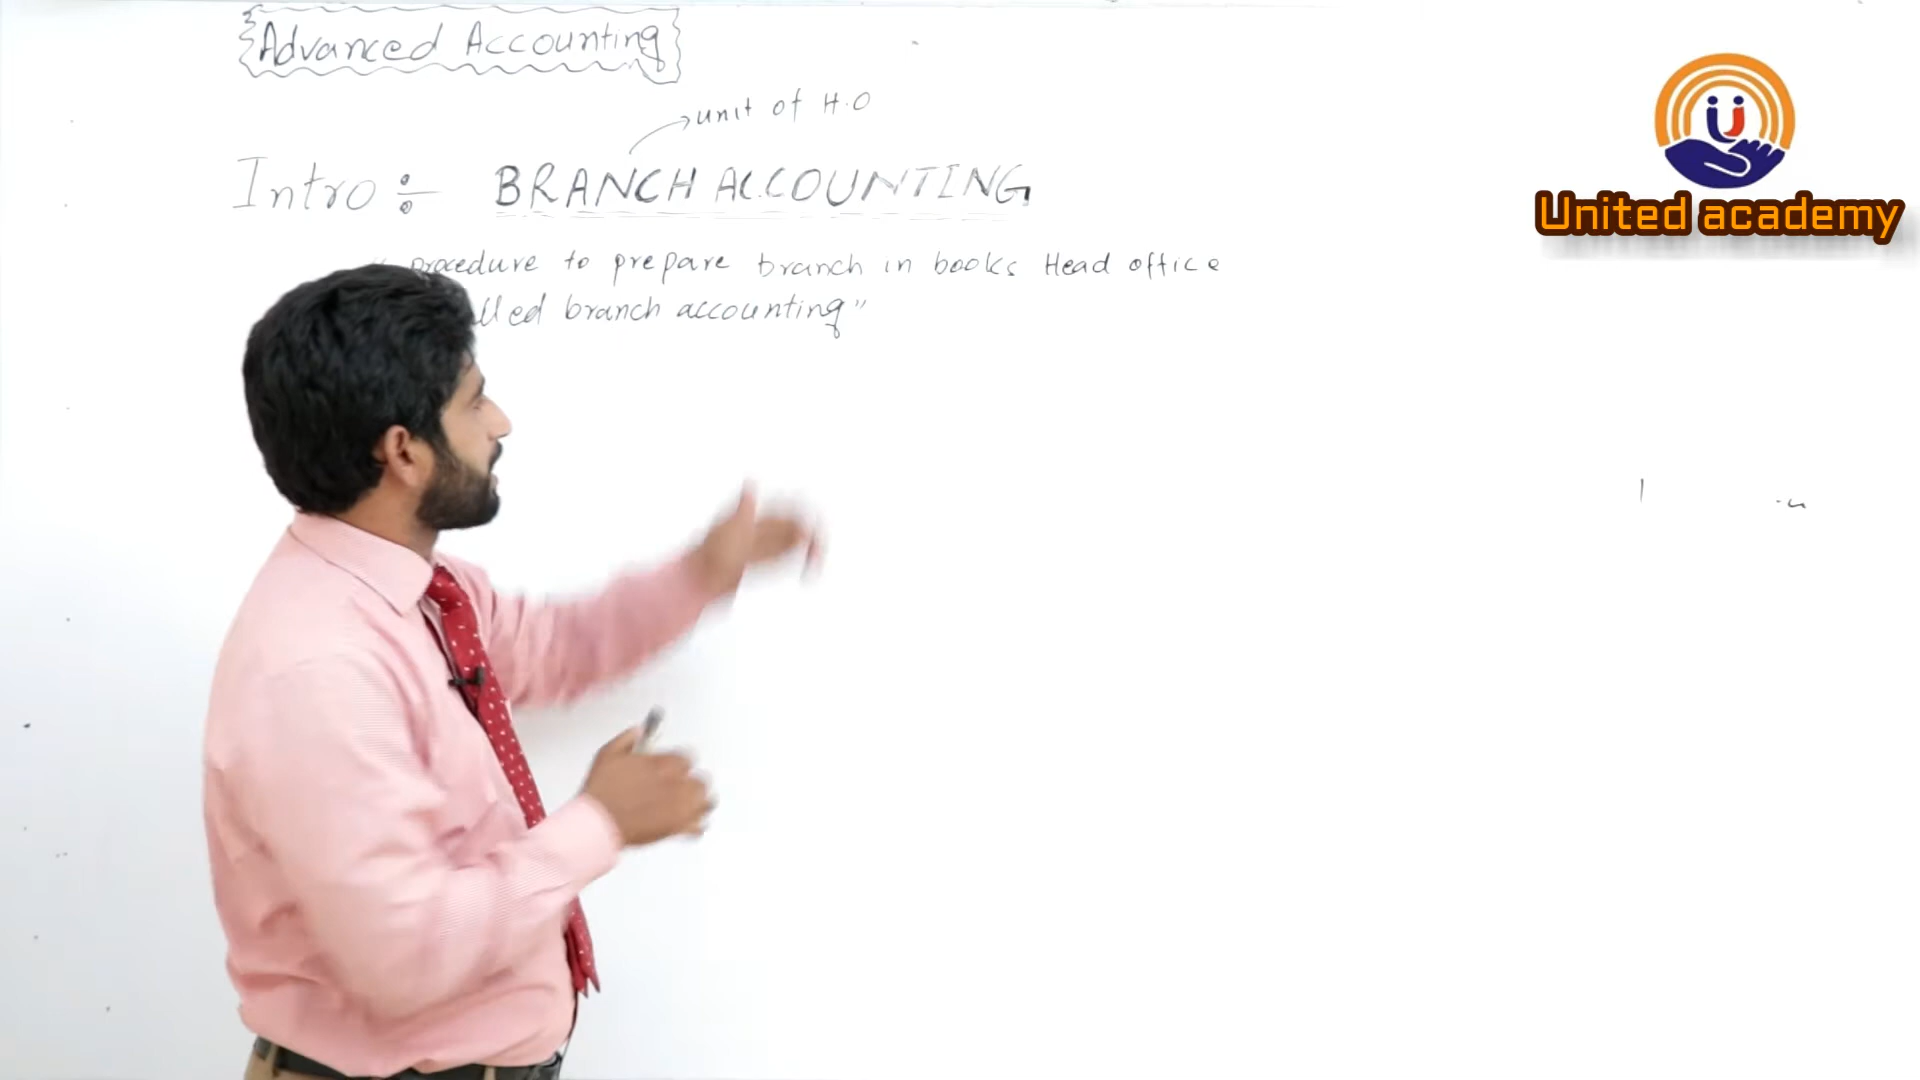 Advanced Accounting
unit of H.O
Intro ÷ BRANCH ACCOUNTING
procedure to prepare branch in books Head office
branch accounting"
United academy